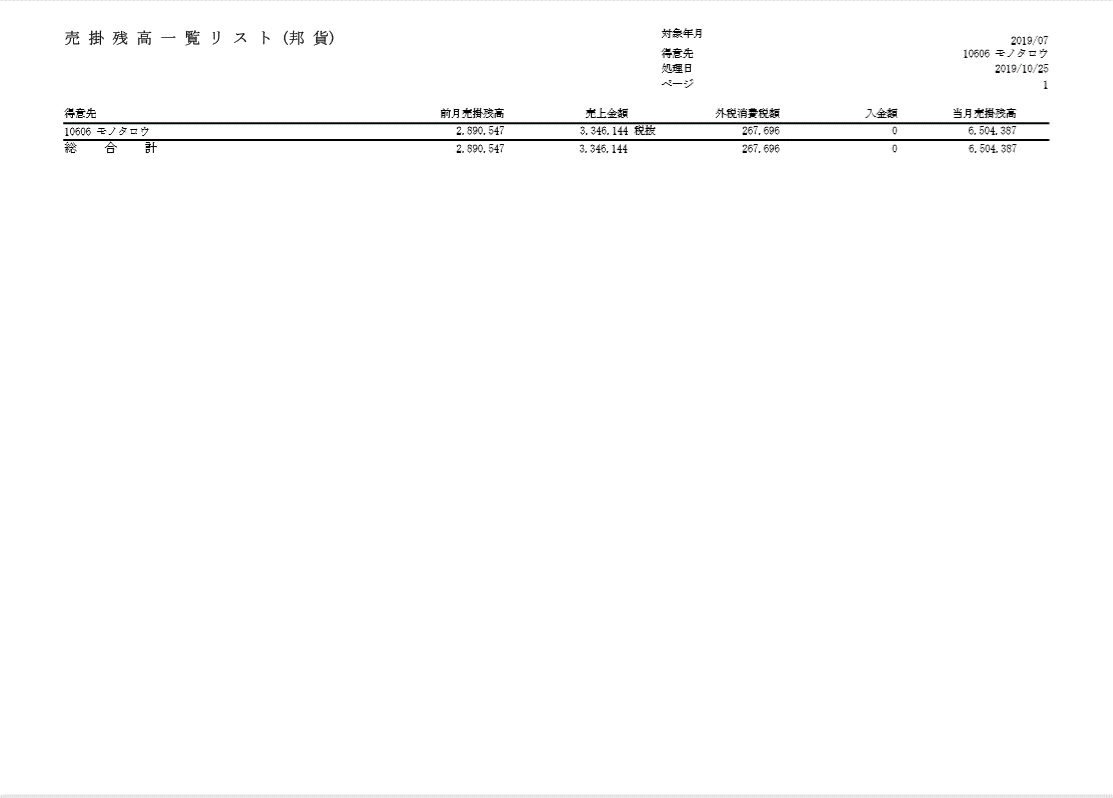 売掛残高一覧リスト(邦貨)
対象年月 2019/07
得意先 10606 モノタロウ
処理日 2019/10/25
ページ 1
得意先 前月売掛残高 売上金額 外税消費税額 入金額 当月売掛残高
10606 モノタロウ 2,890,547 3,346,144 税抜 267,696 0 6,504,387
総合計 2,890,547 3,346,144 267,696 0 6,504,387